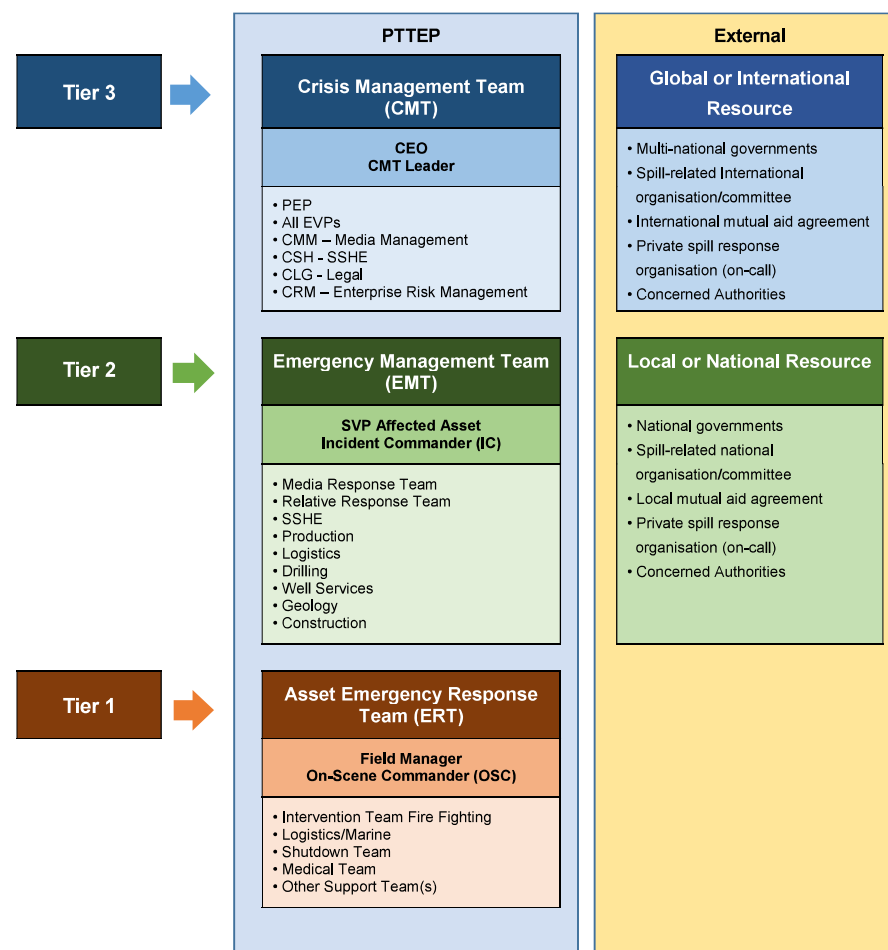 PTTEP
External
Tier 3
Crisis Management Team
(CMT)
CEO
CMT Leader
• PEP
• All EVPs
• CMM – Media Management
• CSH - SSHE
• CLG - Legal
• CRM – Enterprise Risk Management
Global or International
Resource
• Multi-national governments
• Spill-related International
organisation/committee
• International mutual aid agreement
• Private spill response
organisation (on-call)
• Concerned Authorities
Tier 2
Emergency Management Team
(EMT)
SVP Affected Asset
Incident Commander (IC)
• Media Response Team
• Relative Response Team
• SSHE
• Production
• Logistics
• Drilling
• Well Services
• Geology
• Construction
Local or National Resource
• National governments
• Spill-related national
organisation/committee
• Local mutual aid agreement
• Private spill response
organisation (on-call)
• Concerned Authorities
Tier 1
Asset Emergency Response
Team (ERT)
Field Manager
On-Scene Commander (OSC)
• Intervention Team Fire Fighting
• Logistics/Marine
• Shutdown Team
• Medical Team
• Other Support Team(s)